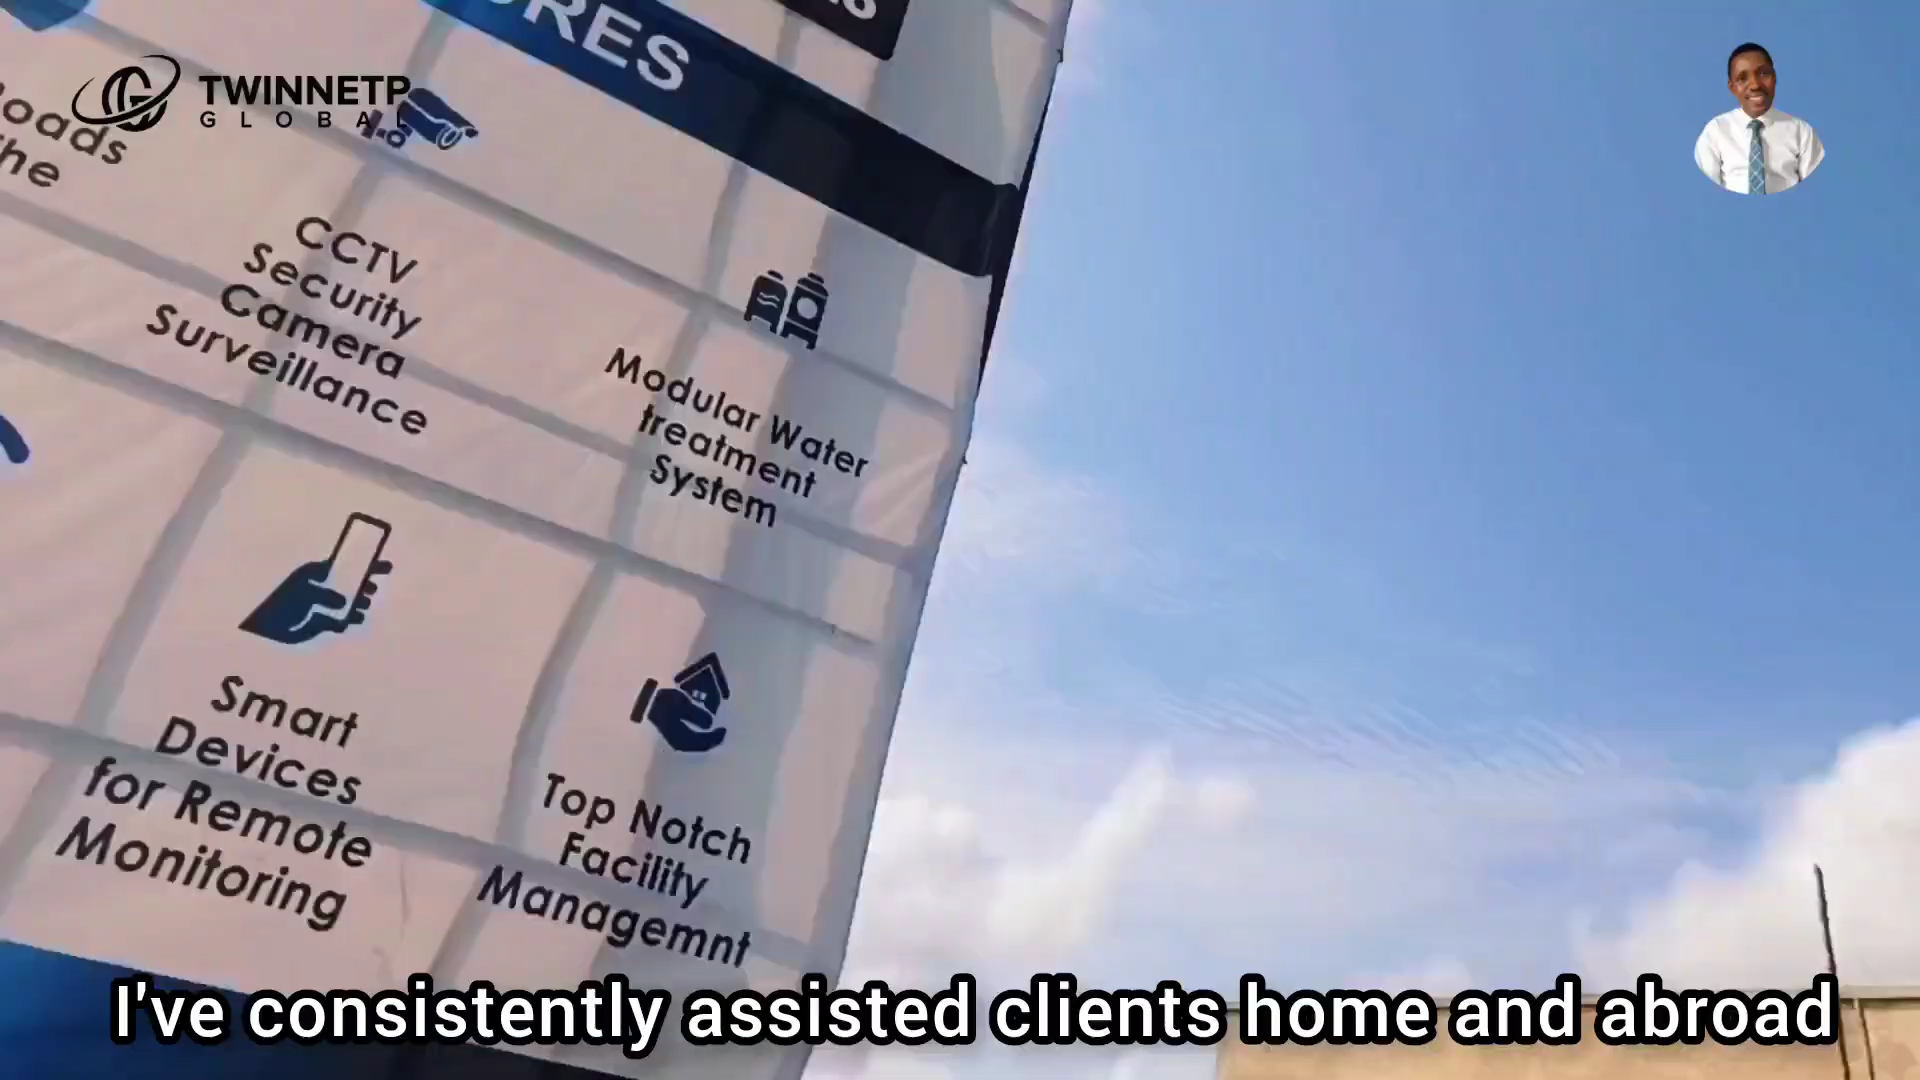 RES
TWINNETP
GLOBAL
oads
he
CCTV
Security
Camera
Surveillance
Modular Water
treatment
System
Smart
Devices
for Remote
Monitoring
Top Notch
Facility
Managemnt
I've consistently assisted clients home and abroad